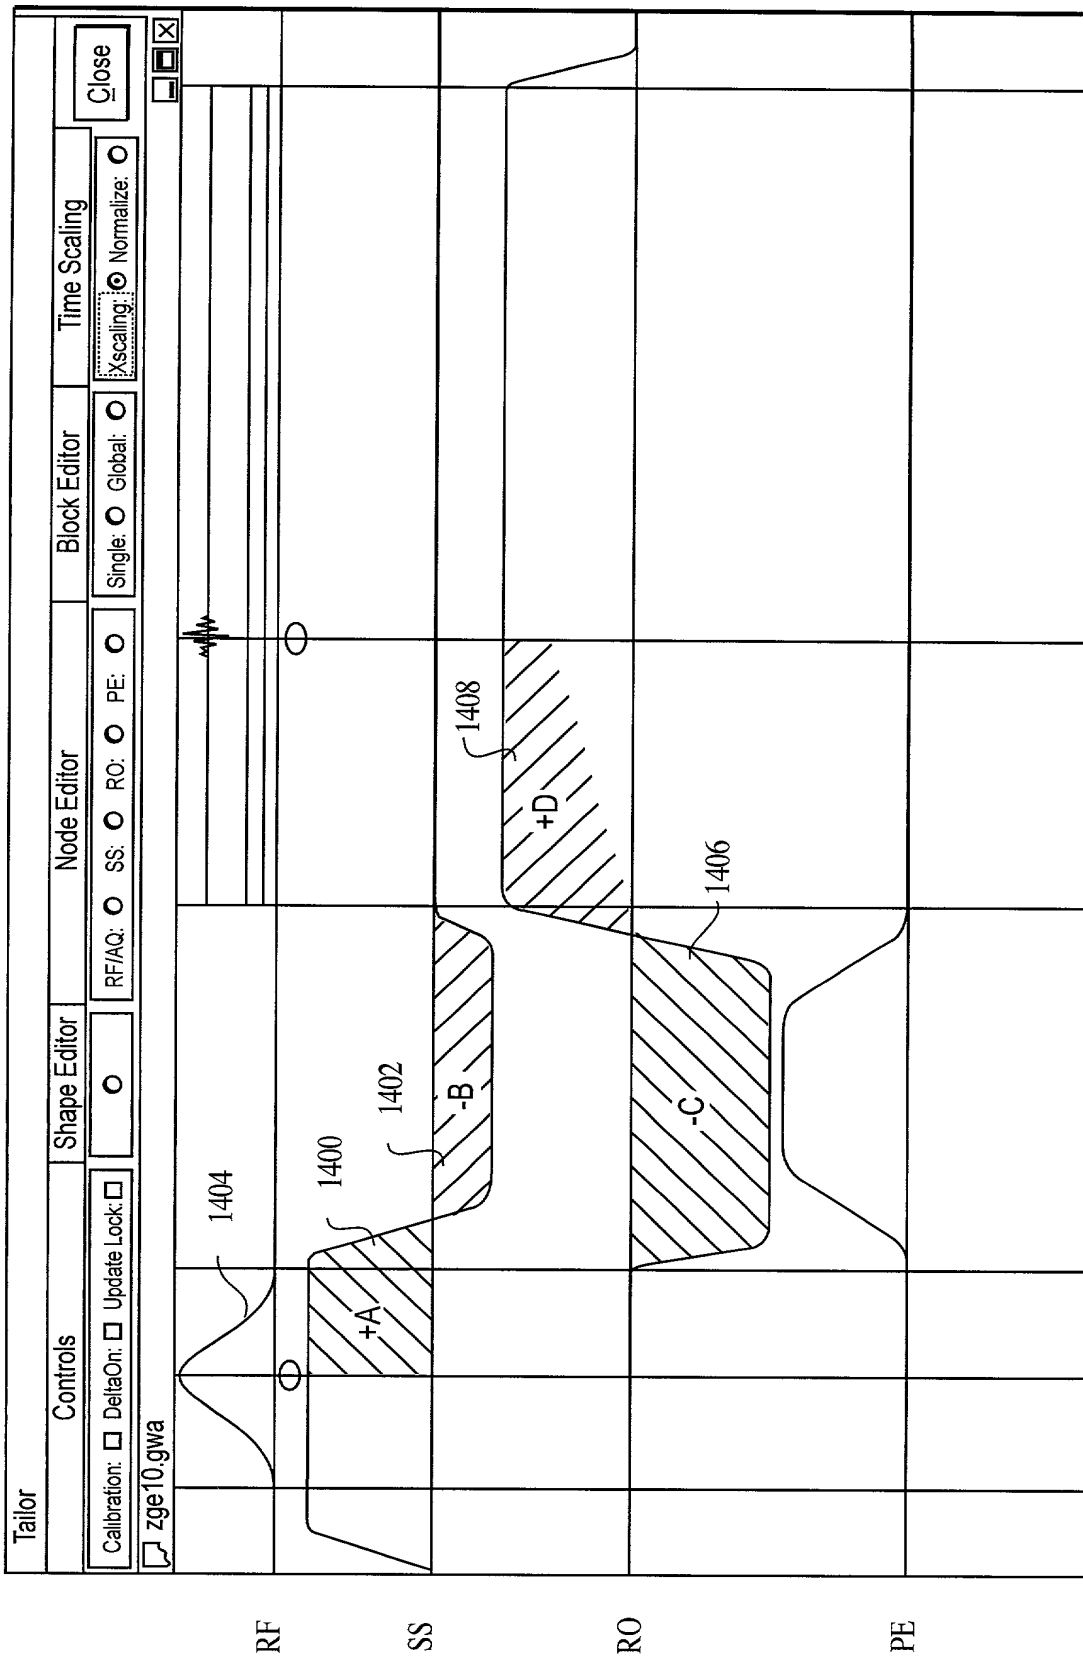 Tailor
Controls
Shape Editor
Node Editor
Block Editor
Time Scaling
Calibration: DeltaOn: Update Lock:
RF/AQ: SS: RO: PE:
Single: Global:
Xscaling: Normalize:
Close
zge10.gwa
RF
1404
SS
+A
1400
1402
-B
RO
-C
1406
+D
1408
PE